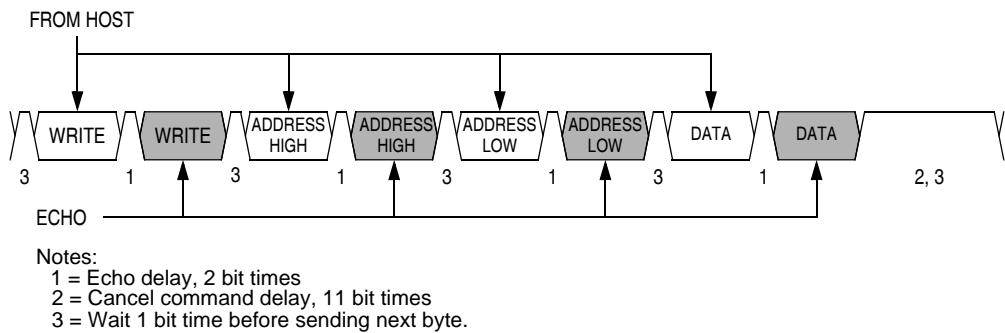 FROM HOST
WRITE WRITE ADDRESS HIGH ADDRESS HIGH ADDRESS LOW ADDRESS LOW DATA DATA
3 1 3 1 3 1 3 1 2, 3
ECHO
Notes:
1 = Echo delay, 2 bit times
2 = Cancel command delay, 11 bit times
3 = Wait 1 bit time before sending next byte.